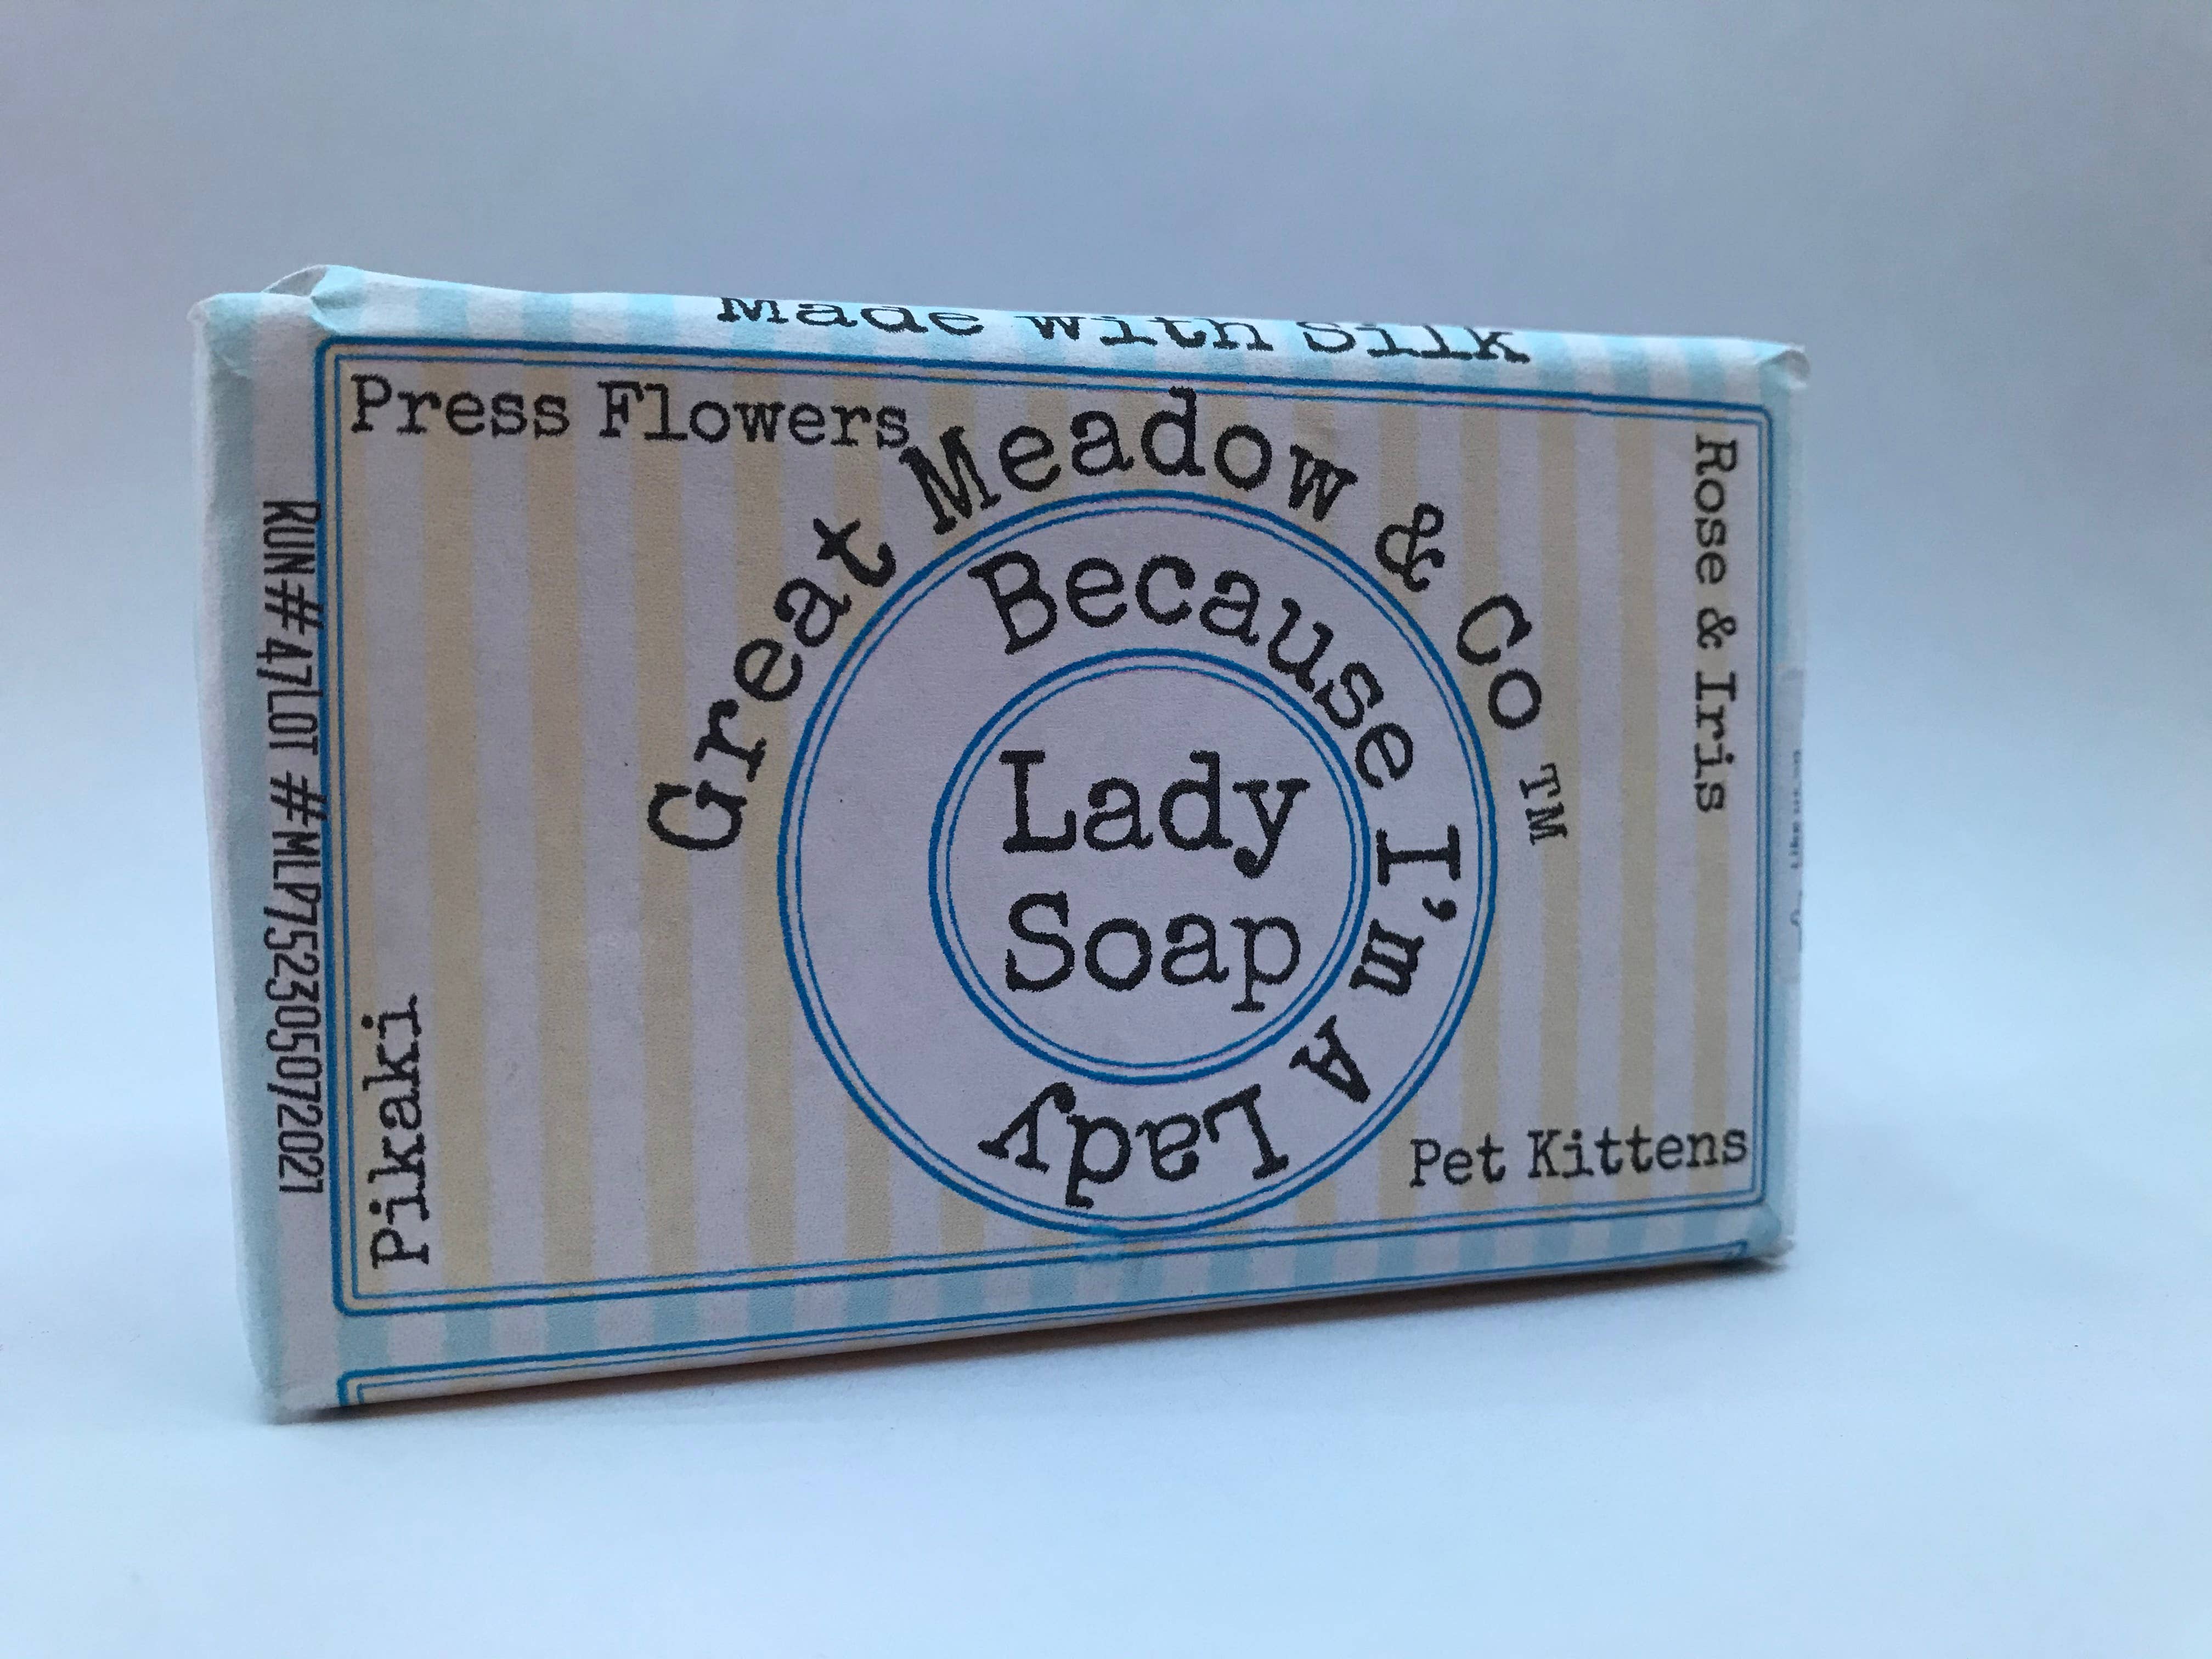 Made with Silk
Press Flowers
Great Meadow & Co ™
Rose & Iris
Because I'm A Lady
Lady
Soap
Pikaki
Pet Kittens
RUN##47LOT ##MLP752305072021